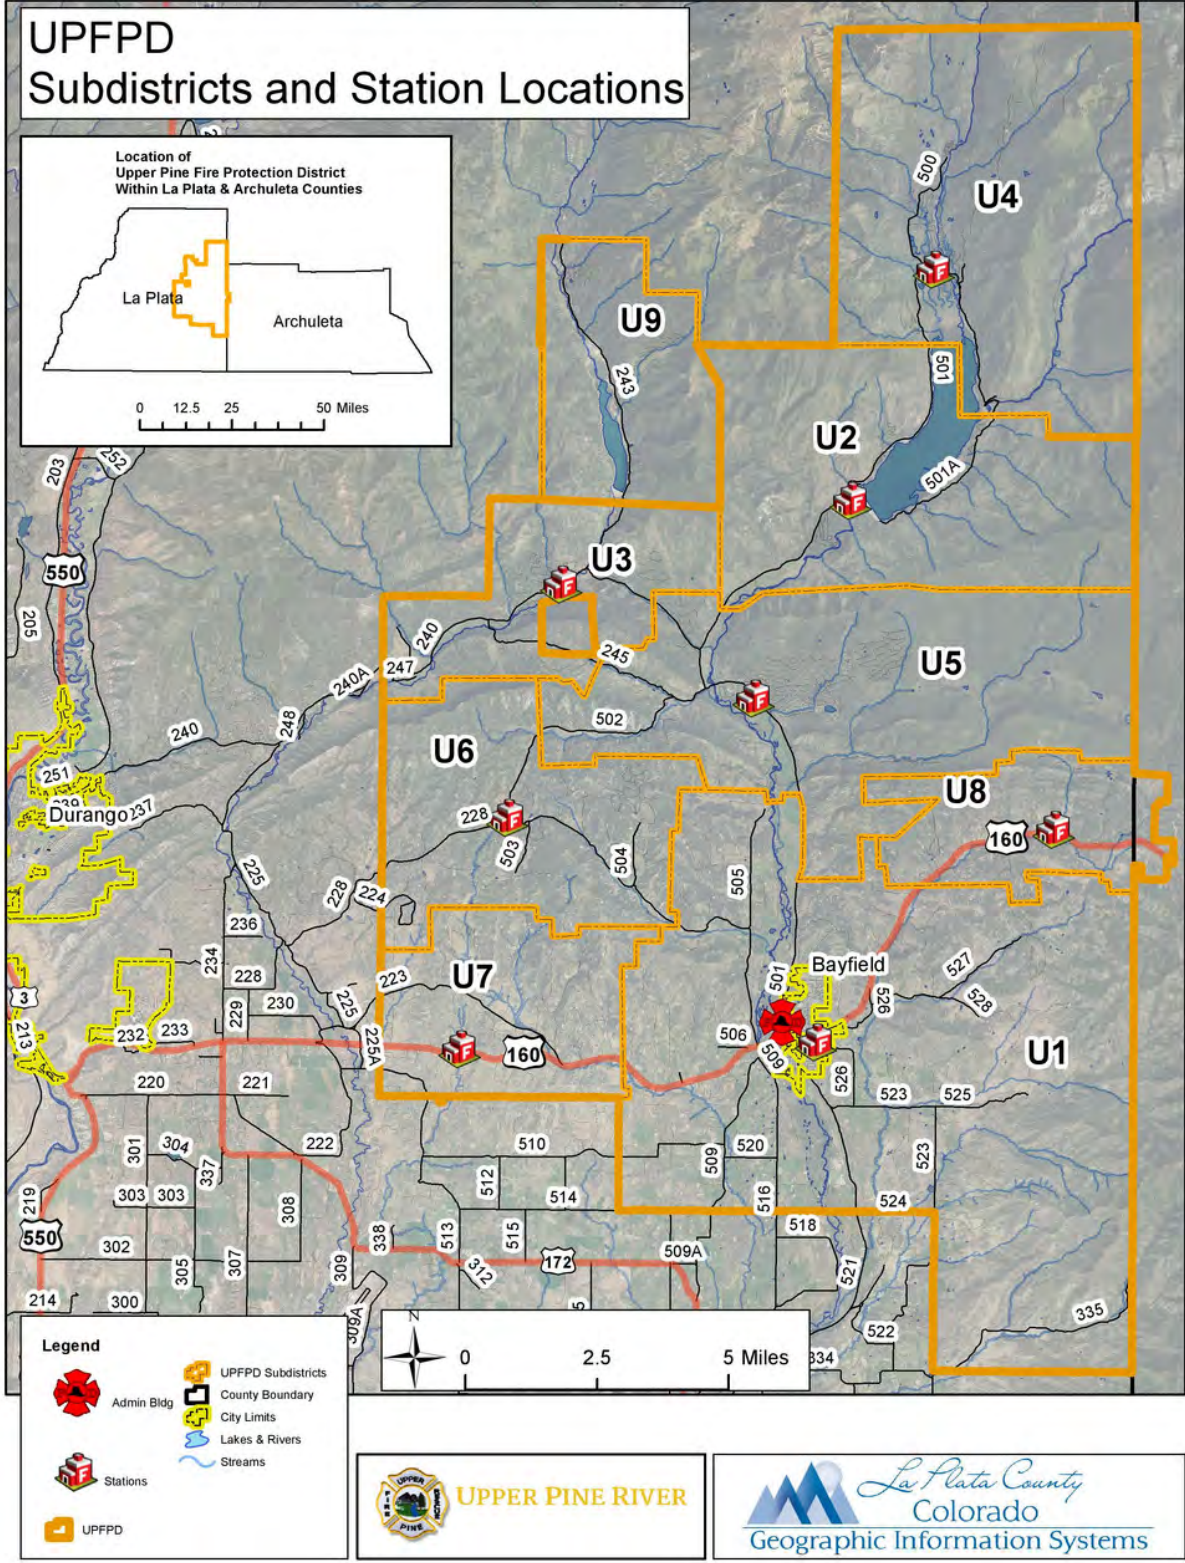 UPFPD
Subdistricts and Station Locations
Location of
Upper Pine Fire Protection District
Within La Plata & Archuleta Counties
La Plata
Archuleta
0 12.5 25 50 Miles
500
U4
U9
243
501
U2
501A
203
252
550
205
U3
240
245
247
240A
248
240
U5
502
U6
251
239
Durango
237
228
503
504
505
U8
160
225
228
224
236
234
228
230
229
225
223
U7
225A
160
Bayfield
501
527
528
526
506
509
526
U1
3
213
232
233
220
221
523
525
222
301
304
337
303
303
308
510
512
514
509
520
516
523
524
219
550
302
305
307
309
338
513
515
312
172
509A
518
521
214
300
309A
522
334
335
N
0 2.5 5 Miles
Legend
Admin Bldg
Stations
UPFPD
UPFPD Subdistricts
County Boundary
City Limits
Lakes & Rivers
Streams
UPPER
FIRE
PINE
UPPER PINE RIVER
La Plata County
Colorado
Geographic Information Systems